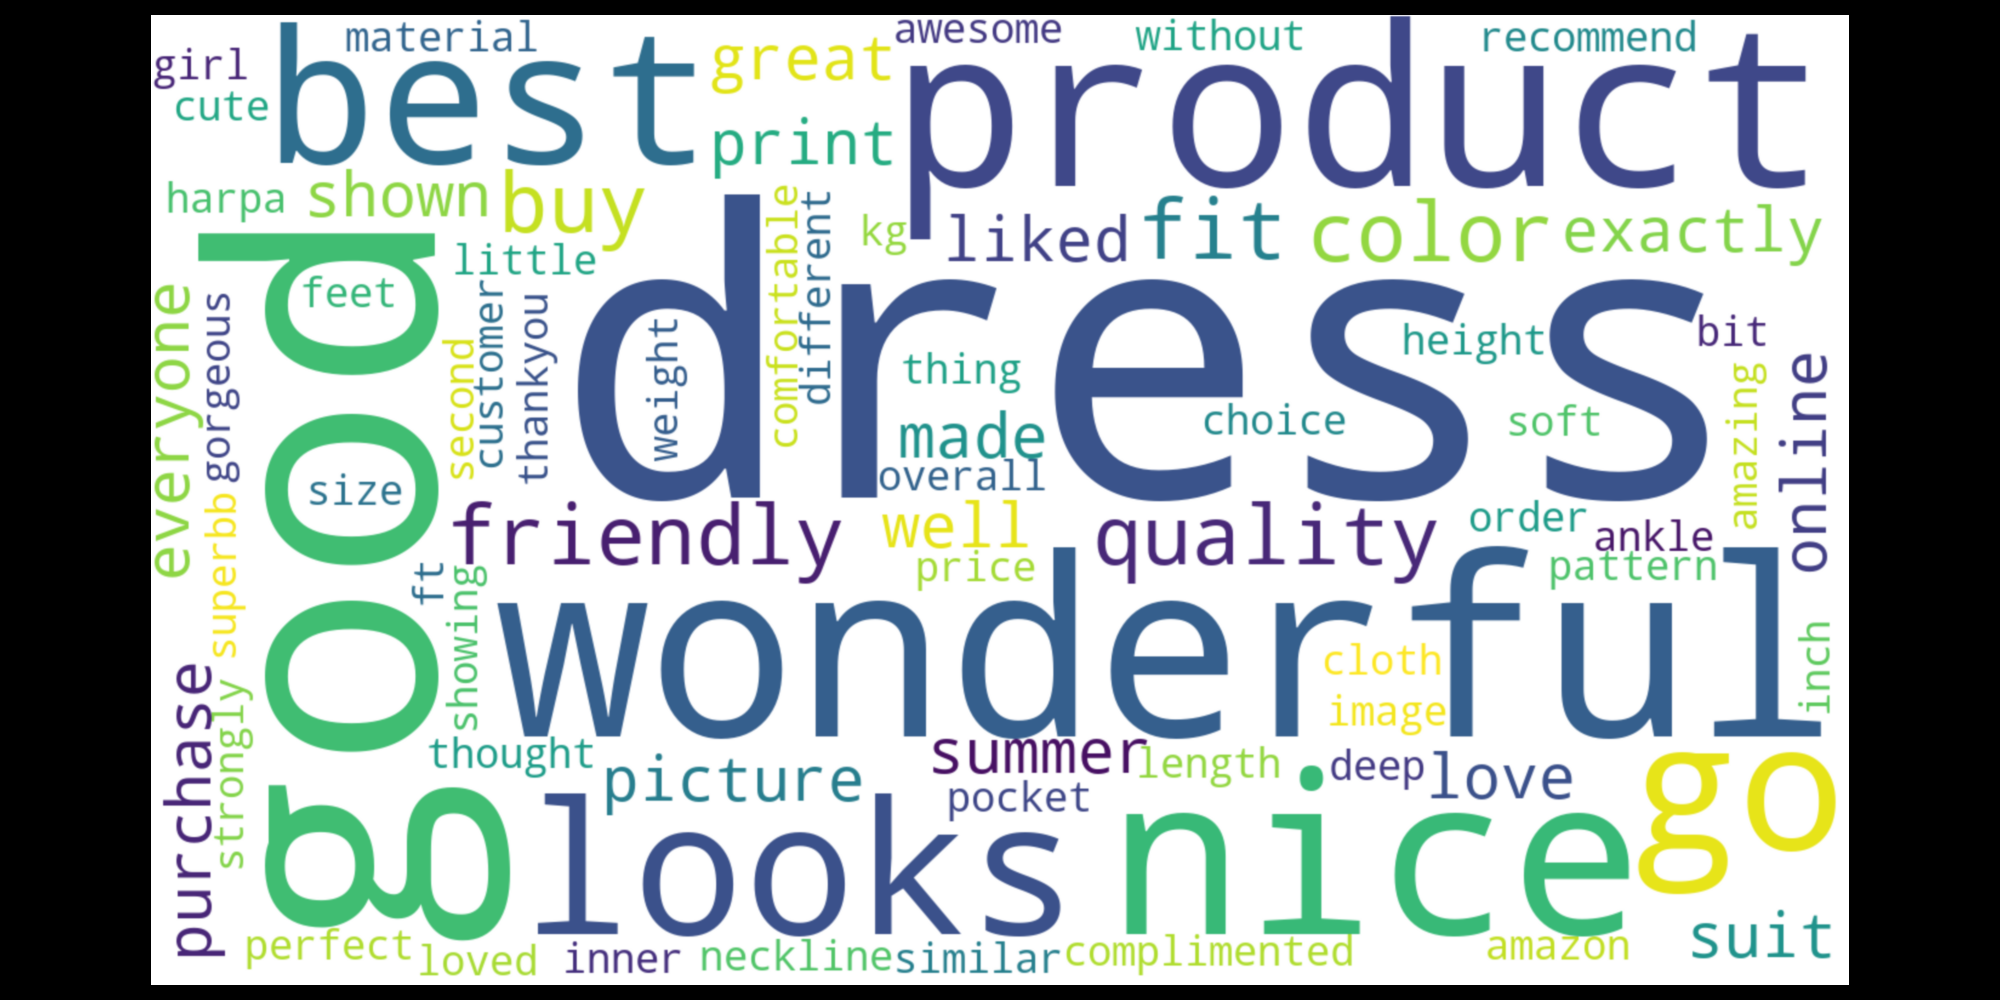 girl
material
best
great
awesome
without
recommend
product
cute
print
harpa
shown
buy
kg
liked
fit
color
exactly
good
feet
little
comfortable
different
dress
everyone
gorgeous
second
customer
thankyou
weight
thing
height
bit
made
choice
soft
amazing
online
size
overall
superbb
friendly
well
quality
order
ankle
ft
showing
price
pattern
wonderful
cloth
image
inch
purchase
strongly
thought
picture
summer
length
deep
love
go
pocket
looks
nice
perfect
loved
inner
neckline
similar
complimented
amazon
suit